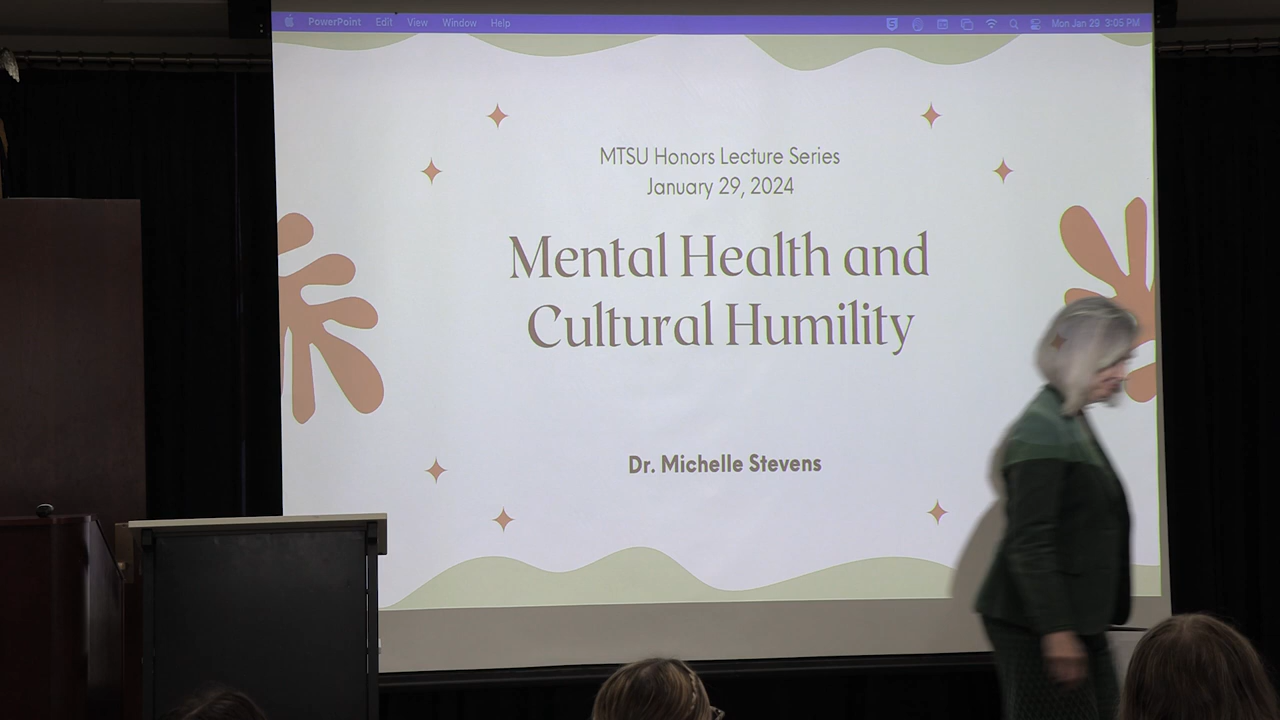 PowerPoint Edit View Window Help Mon Jan 29 3:05 PM
MTSU Honors Lecture Series
January 29, 2024
Mental Health and
Cultural Humility
Dr. Michelle Stevens